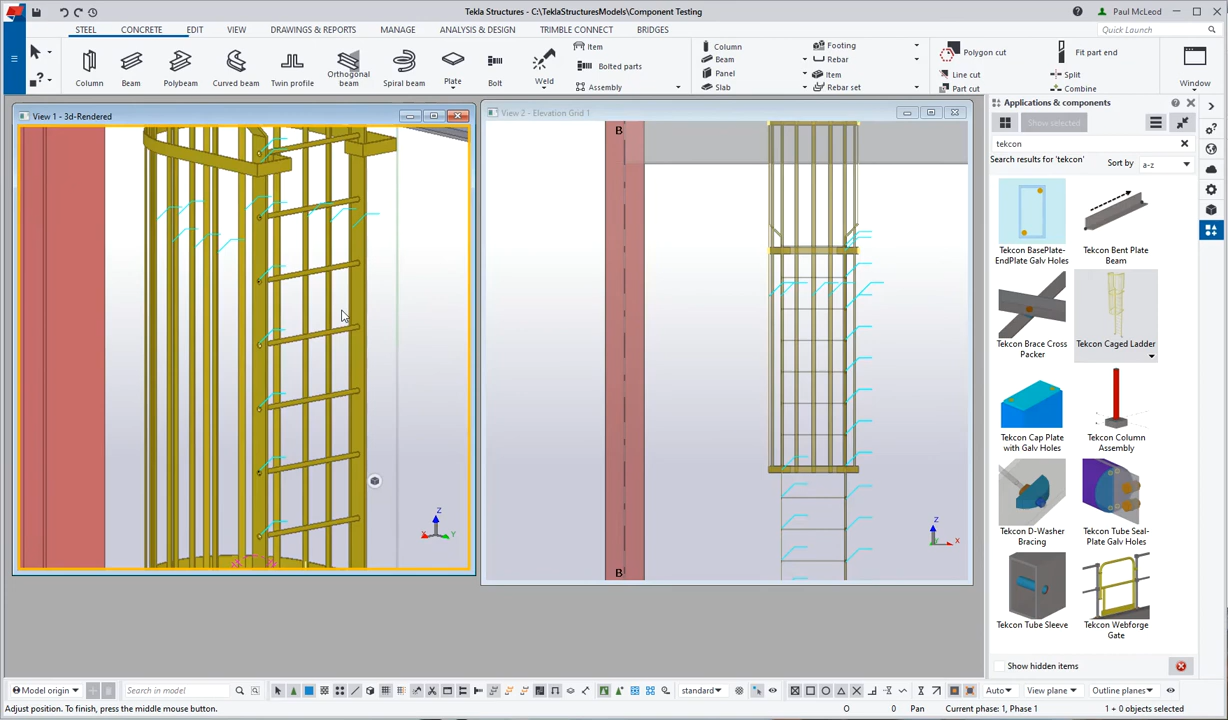 Tekla Structures - C:\TeklaStructuresModels\Component Testing
Paul McLeod
STEEL CONCRETE EDIT VIEW DRAWINGS & REPORTS MANAGE ANALYSIS & DESIGN TRIMBLE CONNECT BRIDGES
Quick Launch
Column
Beam
Polybeam
Curved beam
Twin profile
Orthogonal
beam
Spiral beam
Plate
Bolt
Item
Bolted parts
Weld
Assembly
Column
Beam
Panel
Slab
Footing
Rebar
Item
Rebar set
Polygon cut
Line cut
Part cut
Fit part end
Split
Combine
Window
View 1 - 3d-Rendered
Z
X
Y
View 2 - Elevation Grid 1
B
B
Z
Y
X
Applications & components
Show selected
tekcon
Search results for 'tekcon'
Sort by
a-z
Tekcon BasePlate-
EndPlate Galv Holes
Tekcon Bent Plate
Beam
Tekcon Brace Cross
Packer
Tekcon Caged Ladder
Tekcon Cap Plate
with Galv Holes
Tekcon Column
Assembly
Tekcon D-Washer
Bracing
Tekcon Tube Seal-
Plate Galv Holes
Tekcon Tube Sleeve
Tekcon Webforge
Gate
Show hidden items
Model origin
Search in model
standard
Auto
View plane
Outline planes
Adjust position. To finish, press the middle mouse button.
O
0
Pan
Current phase: 1, Phase 1
1 + 0 objects selected